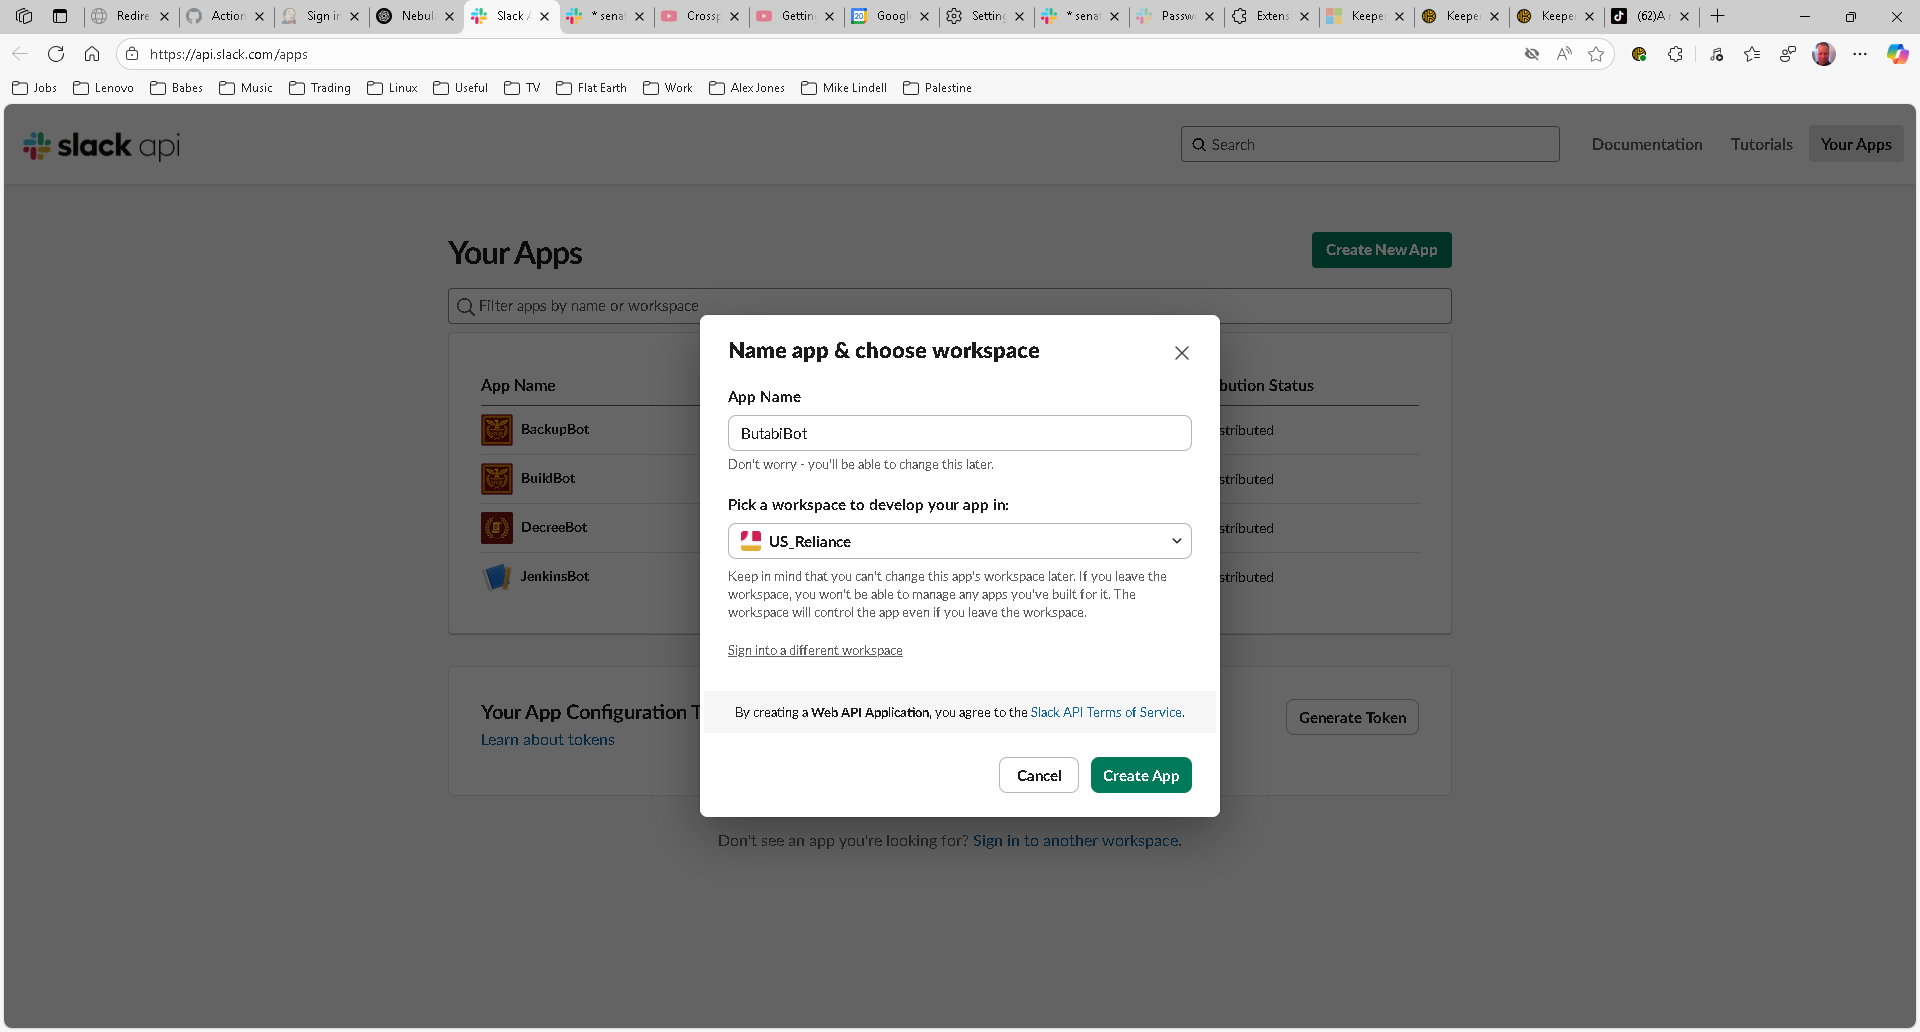 Redire
Action
Sign in
Nebul
Slack A
* sena
Crossp
Gettin
Google
Setting
* sena
Passw
Extens
Keeper
Keeper
Keeper
(62)A
https://api.slack.com/apps
Jobs
Lenovo
Babes
Music
Trading
Linux
Useful
TV
Flat Earth
Work
Alex Jones
Mike Lindell
Palestine
slack api
Search
Documentation
Tutorials
Your Apps
Your Apps
Create New App
Filter apps by name or workspace
Name app & choose workspace
App Name
bution Status
App Name
BackupBot
stributed
ButabiBot
Don't worry - you'll be able to change this later.
BuildBot
stributed
Pick a workspace to develop your app in:
DecreeBot
stributed
US_Reliance
JenkinsBot
stributed
Keep in mind that you can't change this app's workspace later. If you leave the
workspace, you won't be able to manage any apps you've built for it. The
workspace will control the app even if you leave the workspace.
Sign into a different workspace
Your App Configuration T
Learn about tokens
Generate Token
By creating a Web API Application, you agree to the Slack API Terms of Service.
Cancel
Create App
Don't see an app you're looking for? Sign in to another workspace.